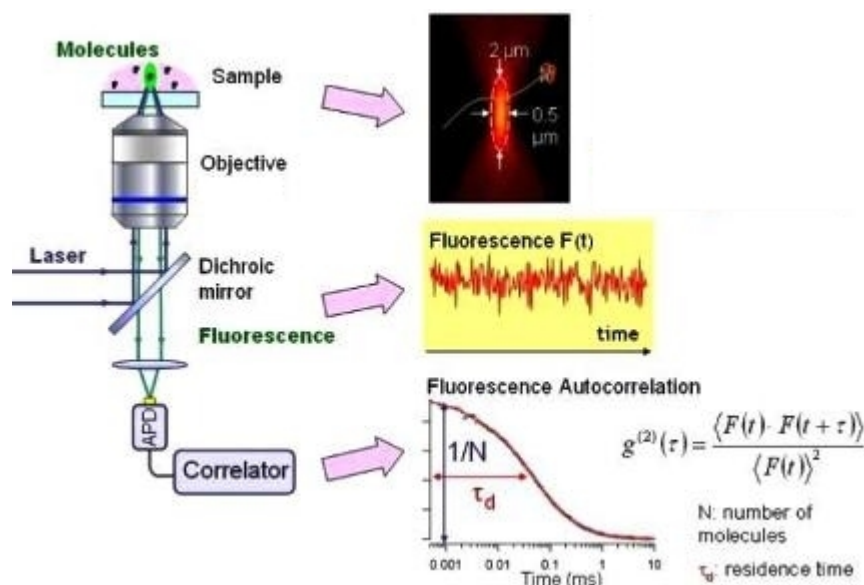 Molecules
Sample
Objective
Laser
Dichroic
mirror
Fluorescence
APD
Correlator
2 µm
0.5
µm
Fluorescence F(t)
time
Fluorescence Autocorrelation
1/N
τd
0.001 0.01 0.1 1 10
Time (ms)
g(2)(τ) = ⟨F(t)· F(t + τ)⟩ / ⟨F(t)⟩2
N: number of
molecules
τd: residence time